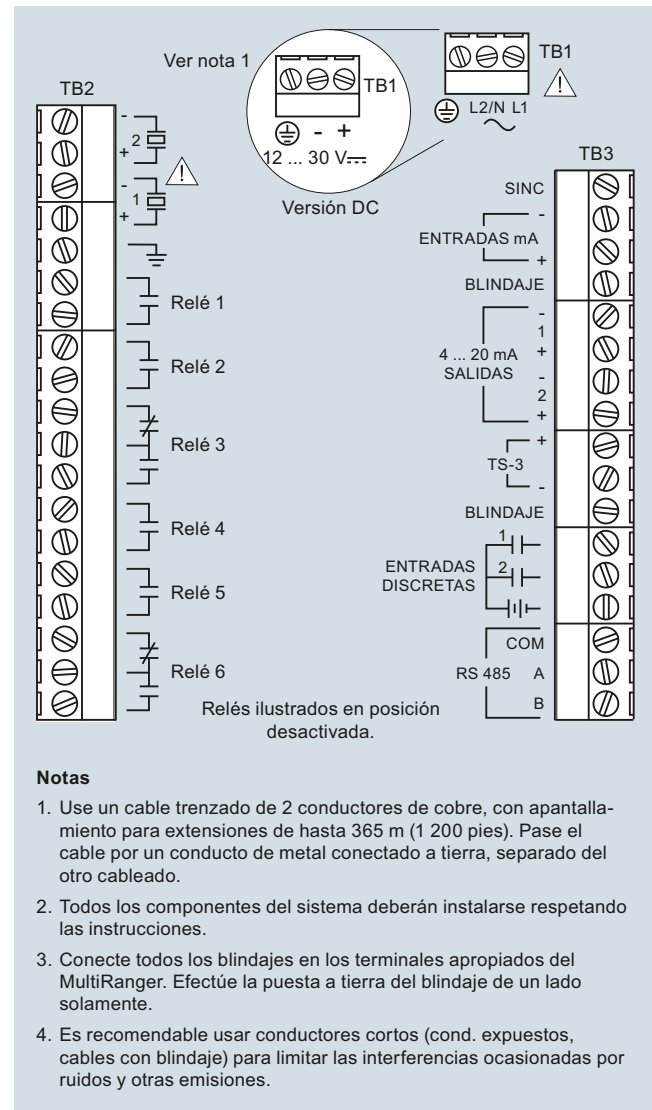 Ver nota 1
TB1
TB1
L2/N L1
- +
12 ... 30 V
Versión DC
TB2
-
2
+
-
1
+
Relé 1
Relé 2
Relé 3
Relé 4
Relé 5
Relé 6
TB3
SINC
-
ENTRADAS mA
+
BLINDAJE
-
1
4 ... 20 mA +
SALIDAS -
2
+
+
TS-3
-
BLINDAJE
1
ENTRADAS 2
DISCRETAS
COM
RS 485 A
B
Relés ilustrados en posición
desactivada.
Notas
1. Use un cable trenzado de 2 conductores de cobre, con apantalla-
miento para extensiones de hasta 365 m (1 200 pies). Pase el
cable por un conducto de metal conectado a tierra, separado del
otro cableado.
2. Todos los componentes del sistema deberán instalarse respetando
las instrucciones.
3. Conecte todos los blindajes en los terminales apropiados del
MultiRanger. Efectúe la puesta a tierra del blindaje de un lado
solamente.
4. Es recomendable usar conductores cortos (cond. expuestos,
cables con blindaje) para limitar las interferencias ocasionadas por
ruidos y otras emisiones.